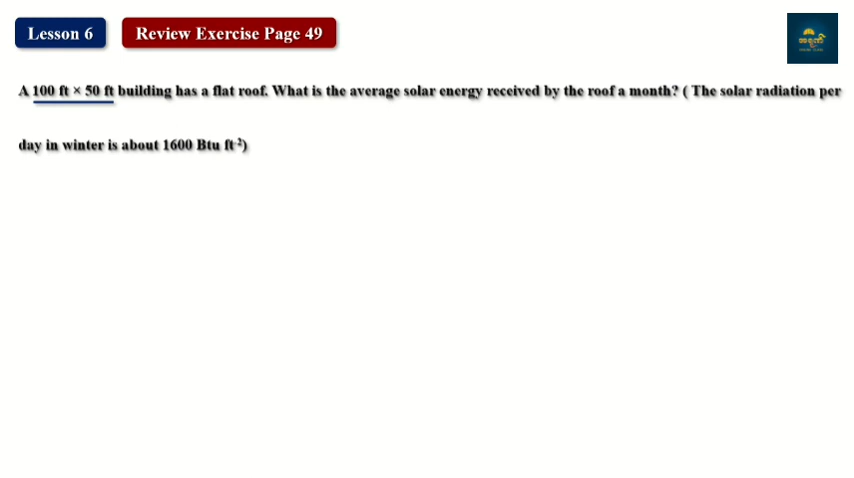 Lesson 6
Review Exercise Page 49
A 100 ft × 50 ft building has a flat roof. What is the average solar energy received by the roof a month? ( The solar radiation per
day in winter is about 1600 Btu ft⁻²)